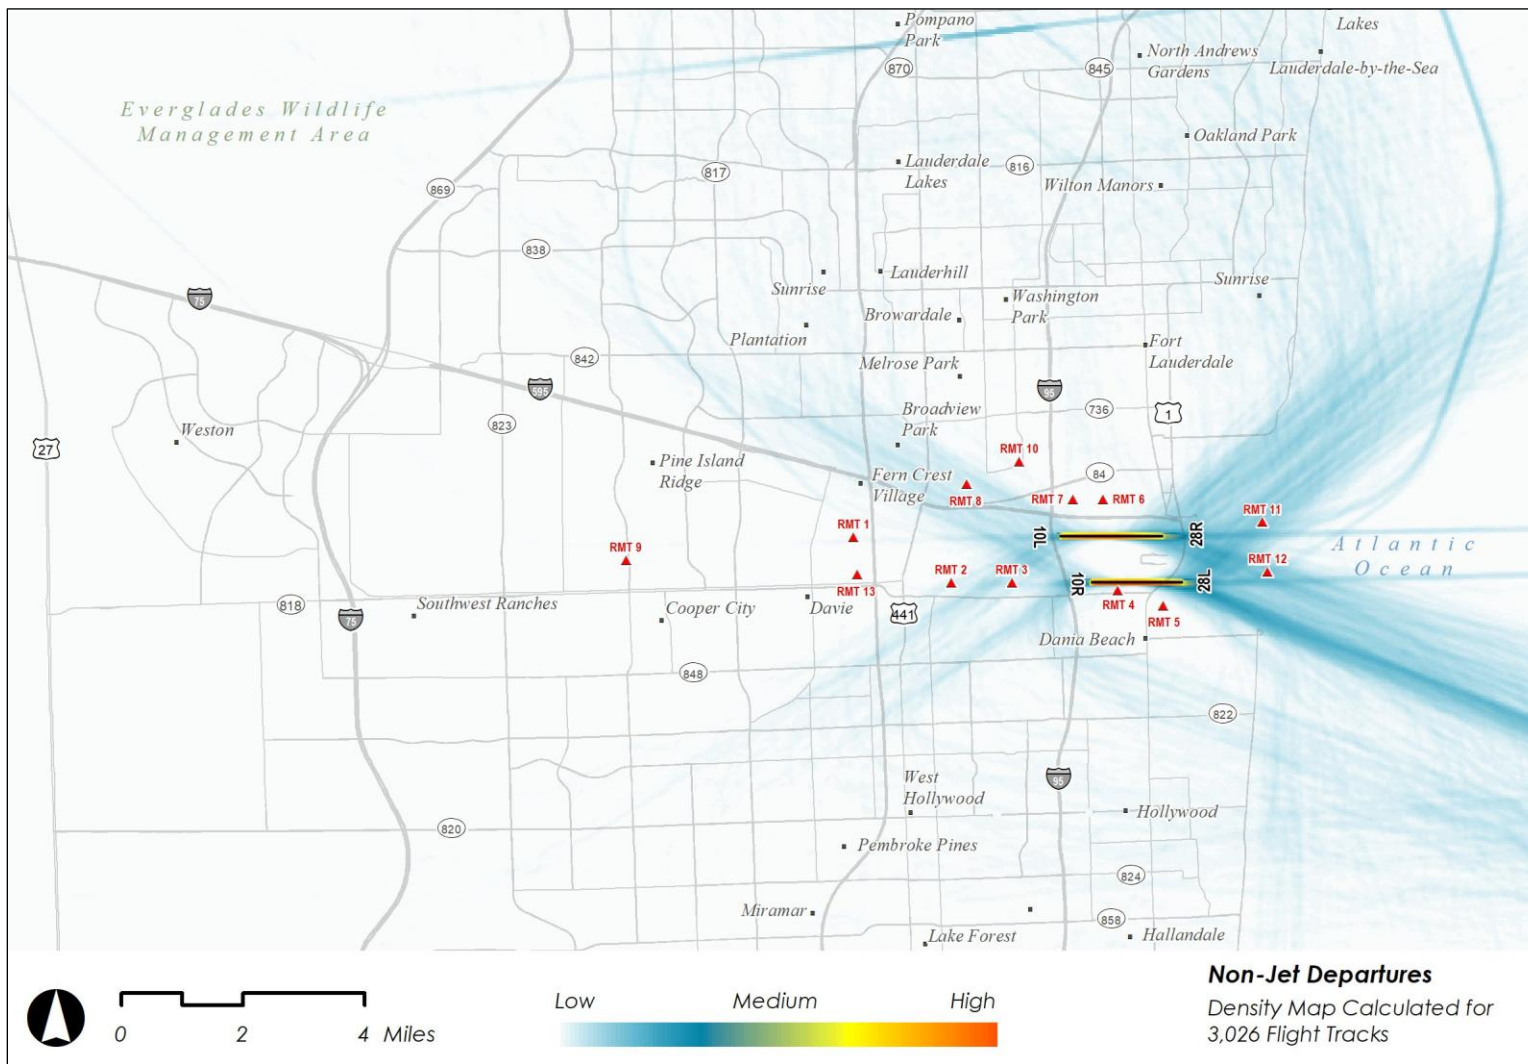 Pompano
Park
Lakes
North Andrews
Gardens
Lauderdale-by-the-Sea
870
845
Everglades Wildlife
Management Area
Oakland Park
Lauderdale
Lakes
816
817
869
Wilton Manors
838
Lauderhill
Sunrise
Sunrise
75
Washington
Park
Browardale
Plantation
Fort
Lauderdale
842
Melrose Park
595
95
736
1
Broadview
Park
823
Weston
27
Pine Island
Ridge
RMT 10
84
Fern Crest
Village
RMT 8
RMT 7
RMT 6
RMT 11
RMT 1
10L
28R
Atlantic
Ocean
RMT 9
RMT 12
RMT 2
RMT 3
10R
28L
RMT 13
RMT 4
RMT 5
818
Southwest Ranches
Cooper City
Davie
441
75
Dania Beach
848
822
95
West
Hollywood
Hollywood
820
Pembroke Pines
824
Miramar
858
Lake Forest
Hallandale
0 2 4 Miles
Low Medium High
Non-Jet Departures
Density Map Calculated for
3,026 Flight Tracks